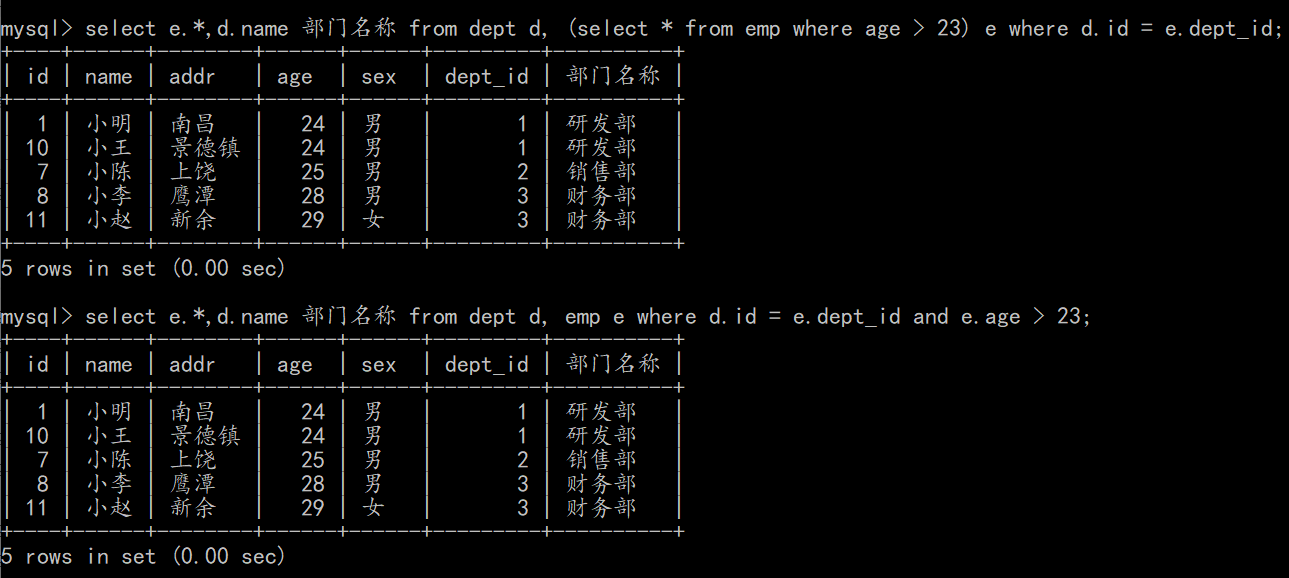 mysql> select e.*,d.name 部门名称 from dept d, (select * from emp where age > 23) e where d.id = e.dept_id;
+----+------+--------+------+------+---------+----------+
| id | name | addr | age | sex | dept_id | 部门名称 |
+----+------+--------+------+------+---------+----------+
| 1 | 小明 | 南昌 | 24 | 男 | 1 | 研发部 |
| 10 | 小王 | 景德镇 | 24 | 男 | 1 | 研发部 |
| 7 | 小陈 | 上饶 | 25 | 男 | 2 | 销售部 |
| 8 | 小李 | 鹰潭 | 28 | 男 | 3 | 财务部 |
| 11 | 小赵 | 新余 | 29 | 女 | 3 | 财务部 |
+----+------+--------+------+------+---------+----------+
5 rows in set (0.00 sec)
mysql> select e.*,d.name 部门名称 from dept d, emp e where d.id = e.dept_id and e.age > 23;
+----+------+--------+------+------+---------+----------+
| id | name | addr | age | sex | dept_id | 部门名称 |
+----+------+--------+------+------+---------+----------+
| 1 | 小明 | 南昌 | 24 | 男 | 1 | 研发部 |
| 10 | 小王 | 景德镇 | 24 | 男 | 1 | 研发部 |
| 7 | 小陈 | 上饶 | 25 | 男 | 2 | 销售部 |
| 8 | 小李 | 鹰潭 | 28 | 男 | 3 | 财务部 |
| 11 | 小赵 | 新余 | 29 | 女 | 3 | 财务部 |
+----+------+--------+------+------+---------+----------+
5 rows in set (0.00 sec)